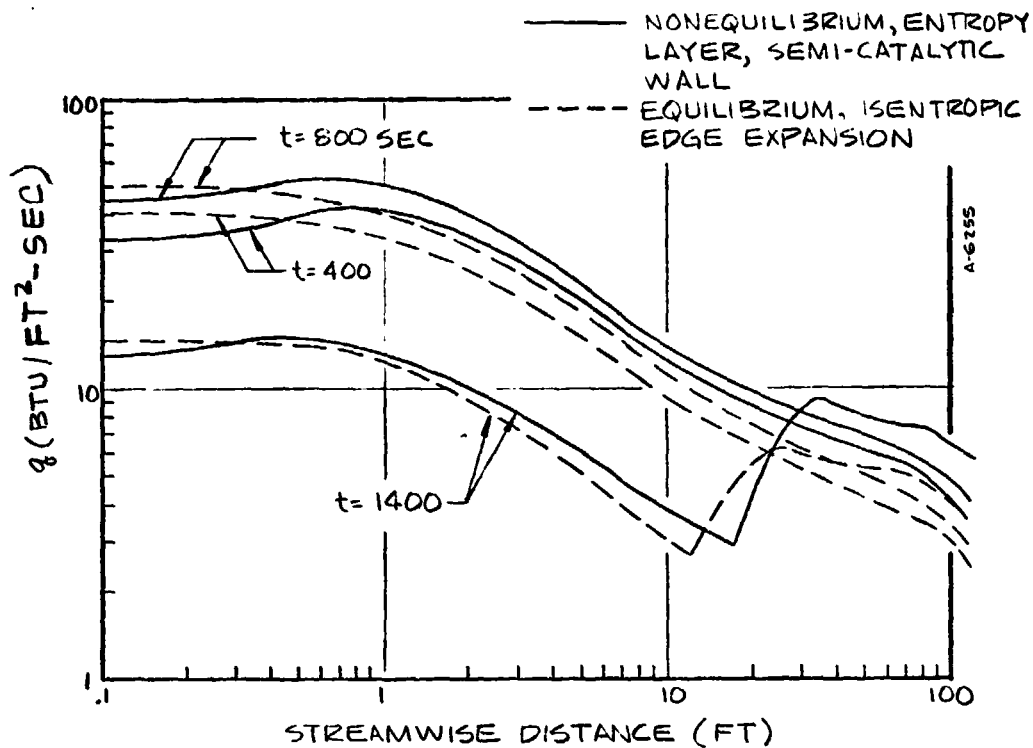 NONEQUILIBRIUM, ENTROPY
LAYER, SEMI-CATALYTIC
WALL
EQUILIBRIUM, ISENTROPIC
EDGE EXPANSION
100
t=800 SEC
t=400
10
t=1400
1
q (BTU/FT²-SEC)
A-6255
.1
1
10
100
STREAMWISE DISTANCE (FT)